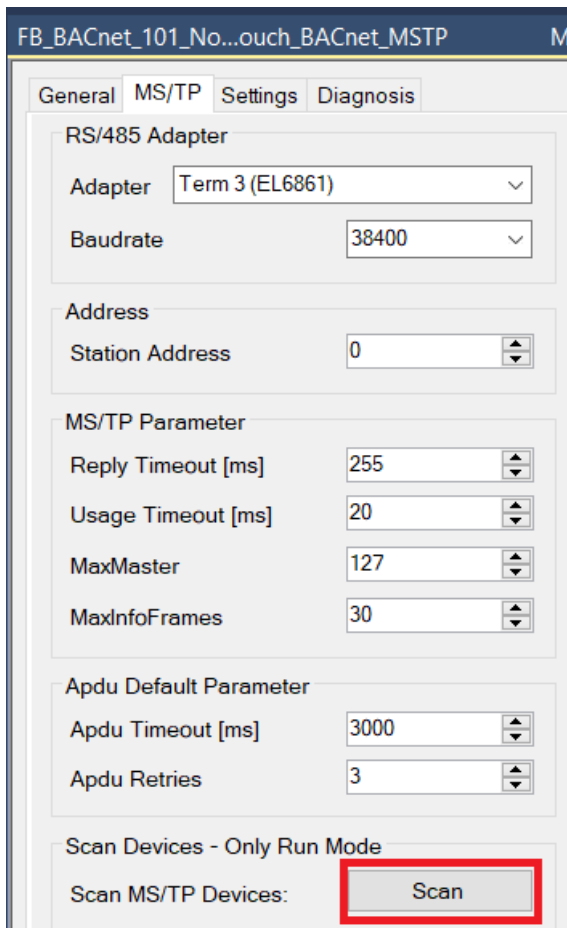 FB_BACnet_101_No...ouch_BACnet_MSTP M
General MS/TP Settings Diagnosis
RS/485 Adapter
Adapter Term 3 (EL6861)
Baudrate 38400
Address
Station Address 0
MS/TP Parameter
Reply Timeout [ms] 255
Usage Timeout [ms] 20
MaxMaster 127
MaxInfoFrames 30
Apdu Default Parameter
Apdu Timeout [ms] 3000
Apdu Retries 3
Scan Devices - Only Run Mode
Scan MS/TP Devices: Scan